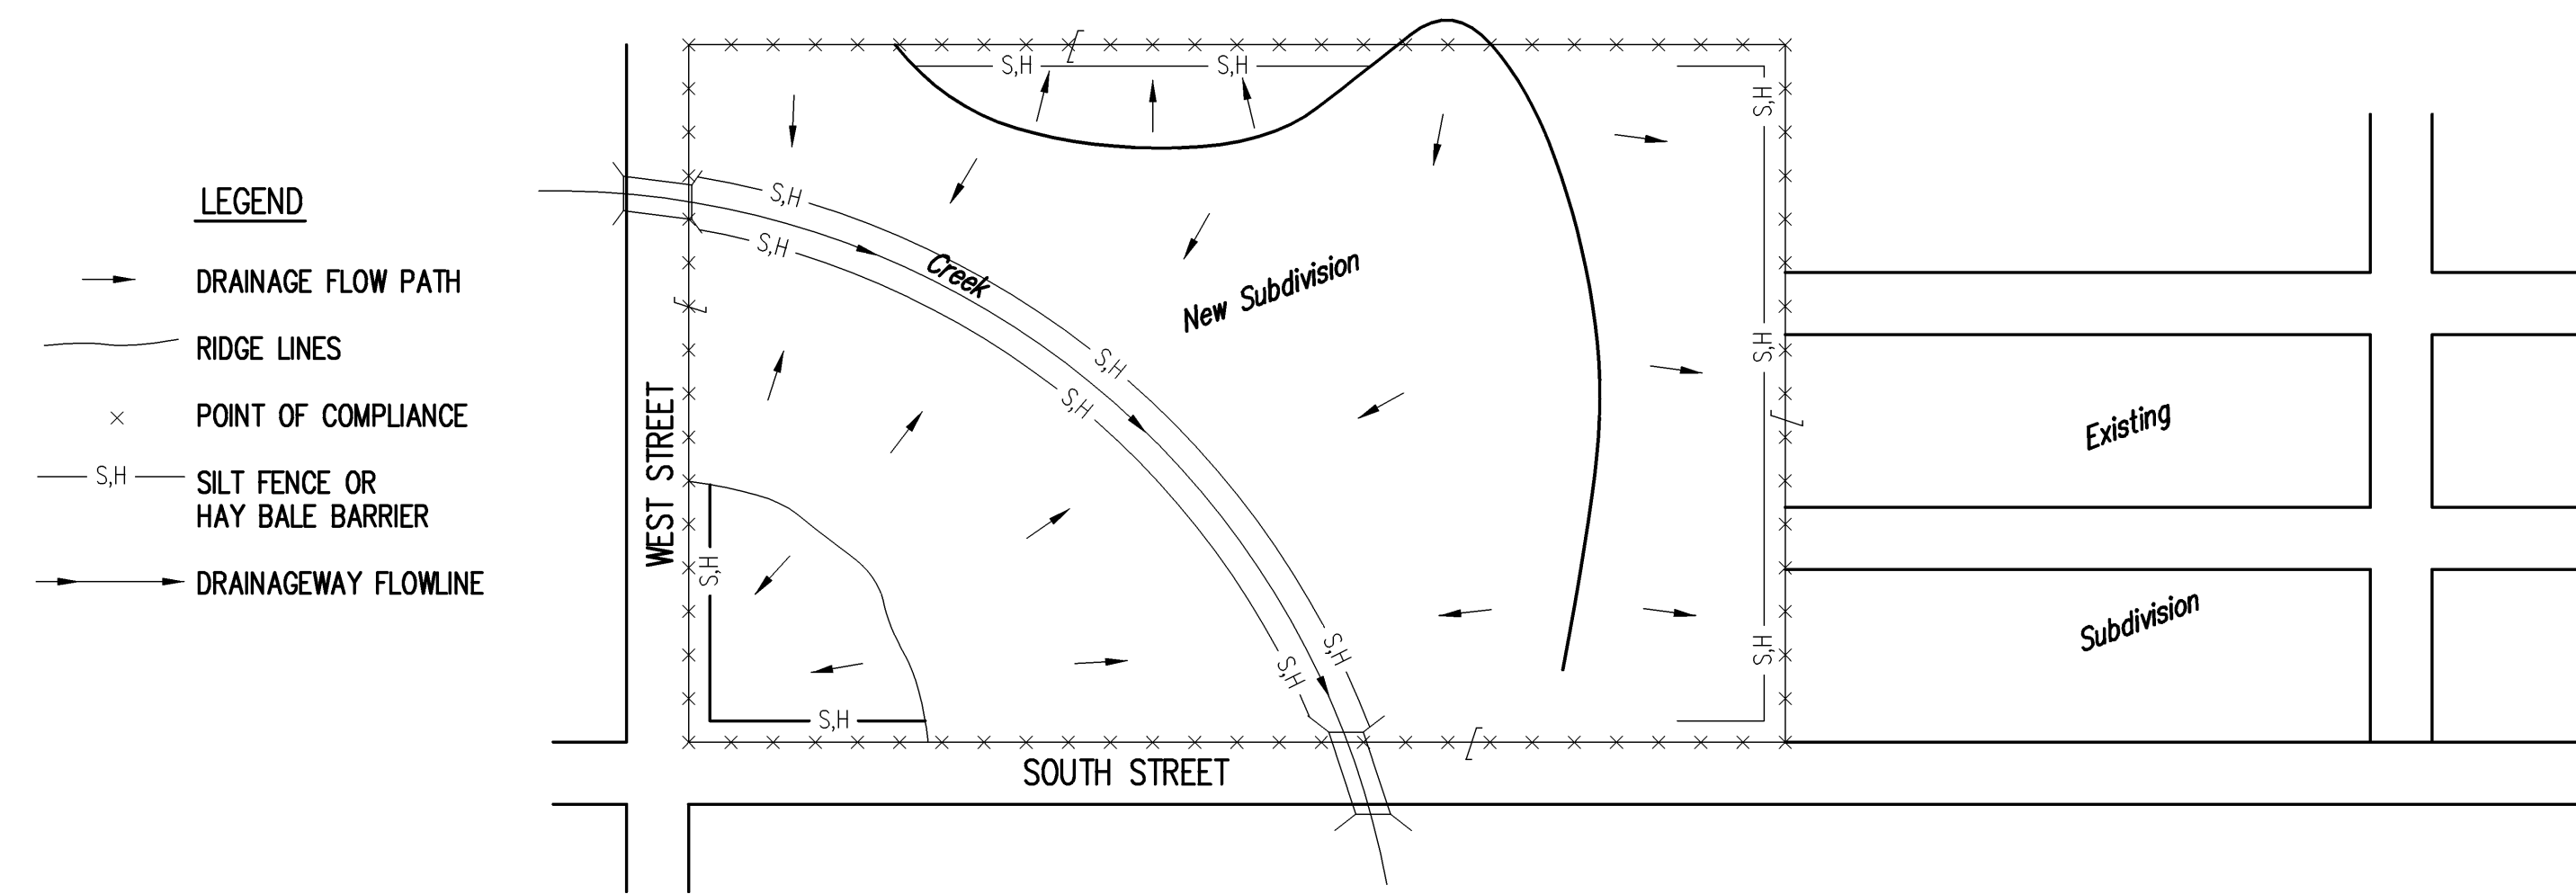 LEGEND
DRAINAGE FLOW PATH
RIDGE LINES
POINT OF COMPLIANCE
S,H
SILT FENCE OR
HAY BALE BARRIER
DRAINAGEWAY FLOWLINE
S,H
S,H
S,H
S,H
S,H
Creek
New Subdivision
S,H
S,H
S,H
WEST STREET
Existing
S,H
S,H
S,H
S,H
S,H
Subdivision
SOUTH STREET